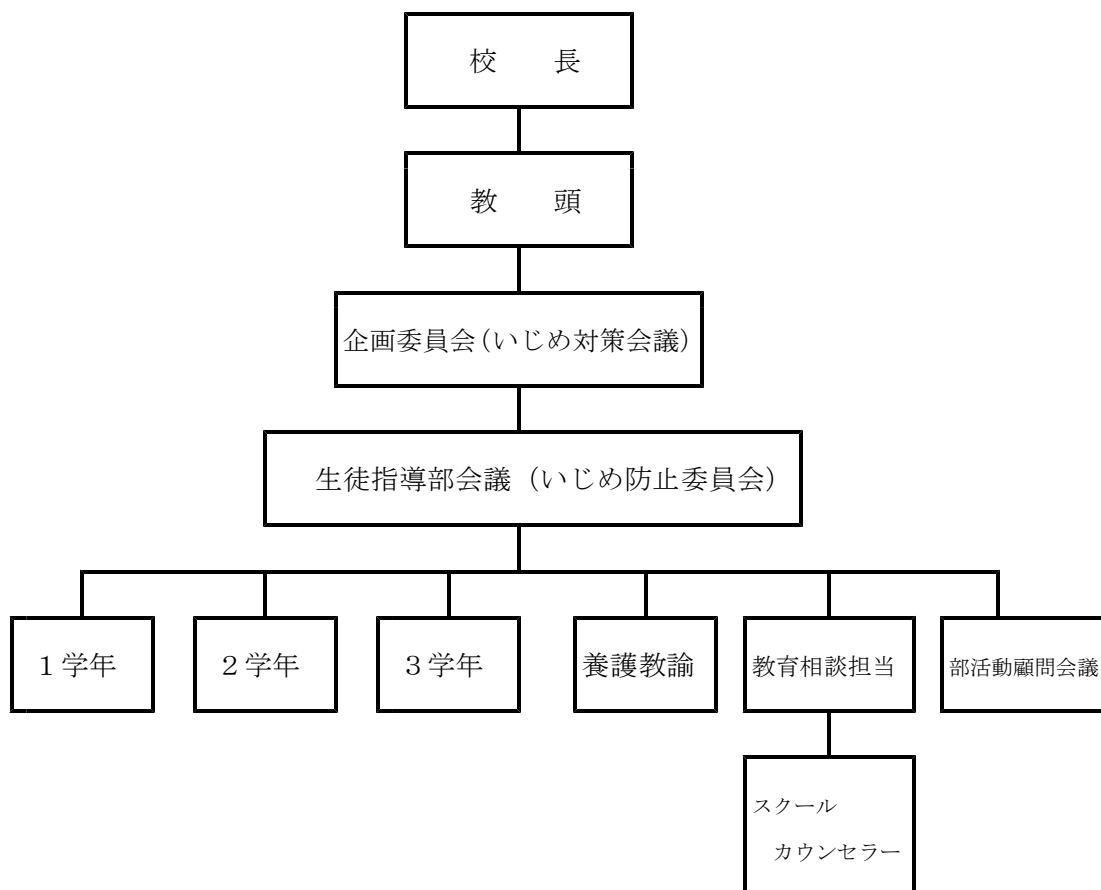 校　　長
教　　頭
企画委員会（いじめ対策会議）
生徒指導部会議（いじめ防止委員会）
１学年
２学年
３学年
養護教諭
教育相談担当
部活動顧問会議
スクール
カウンセラー